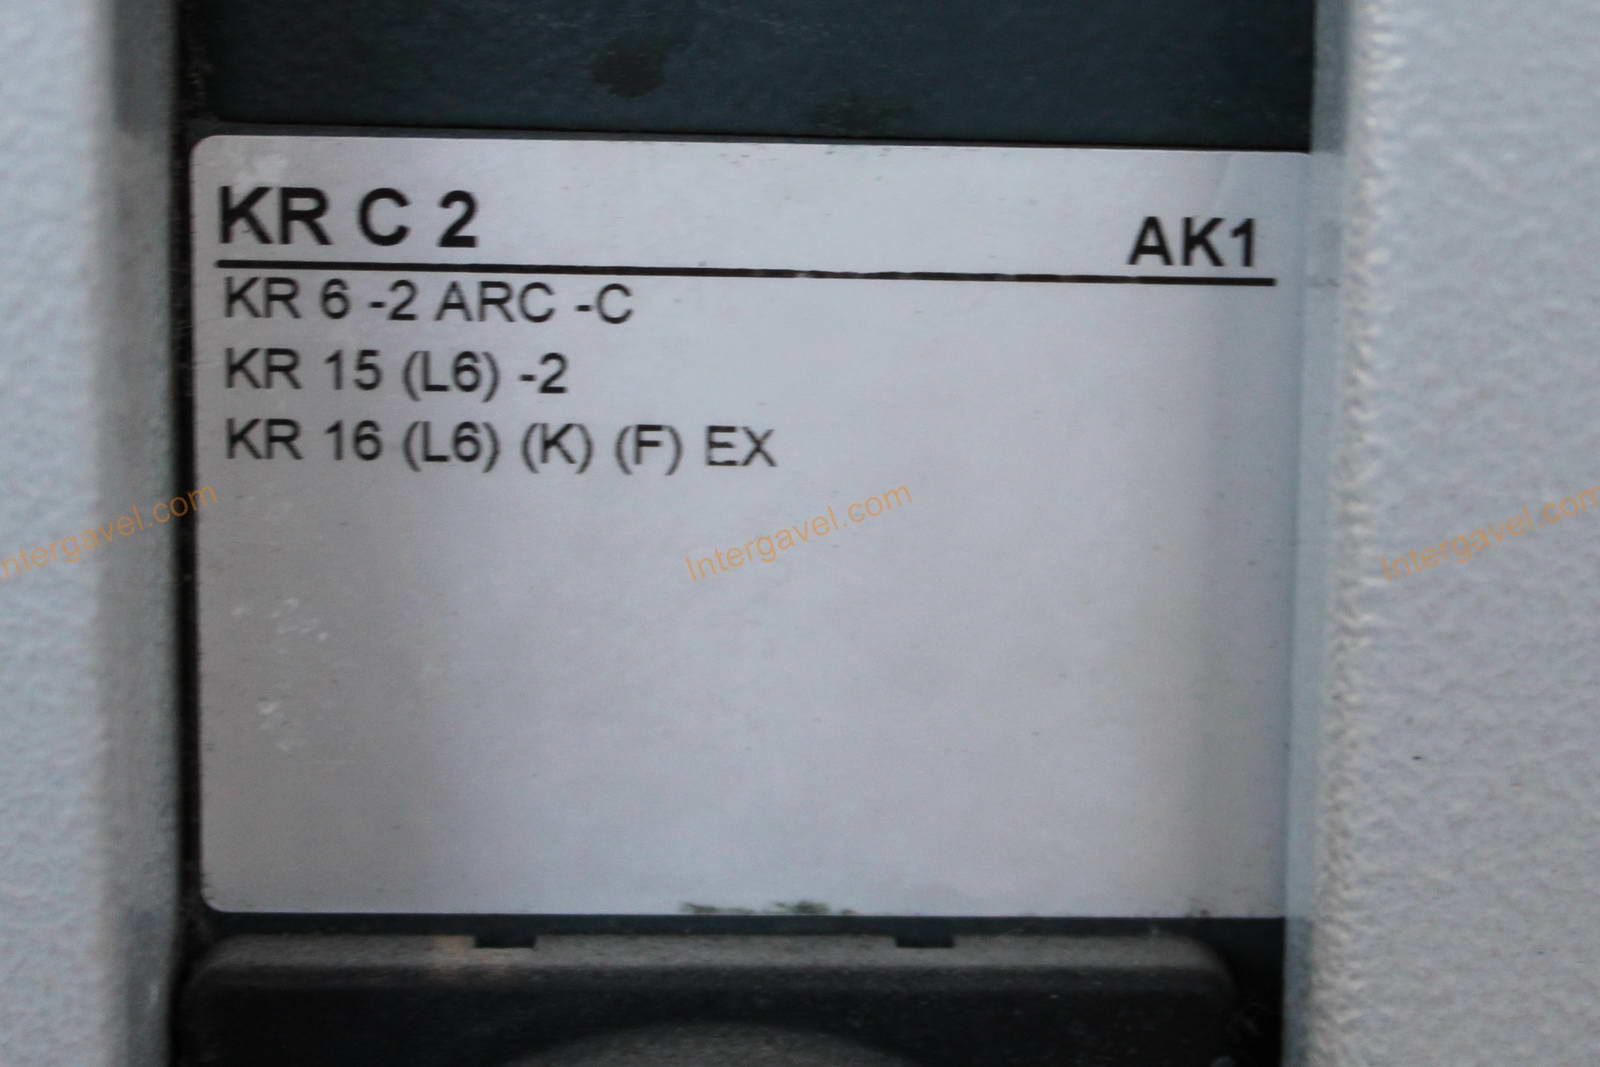 KR C 2 AK1
KR 6 -2 ARC -C
KR 15 (L6) -2
KR 16 (L6) (K) (F) EX
Intergavel.com Intergavel.com Intergavel.com